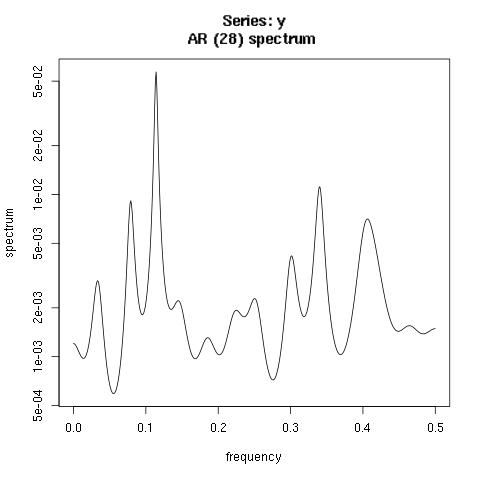 Series: y
AR (28) spectrum
5e-02
2e-02
1e-02
5e-03
2e-03
1e-03
5e-04
spectrum
0.0 0.1 0.2 0.3 0.4 0.5
frequency